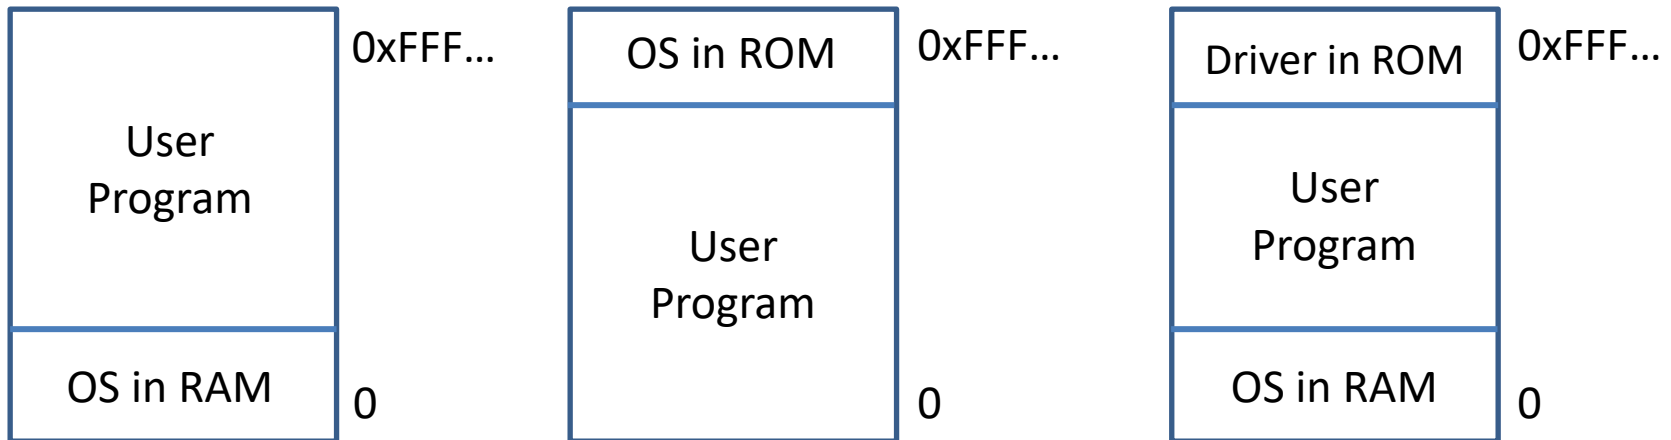 User
Program
OS in RAM
0xFFF…
0
OS in ROM
User
Program
0xFFF…
0
Driver in ROM
User
Program
OS in RAM
0xFFF…
0